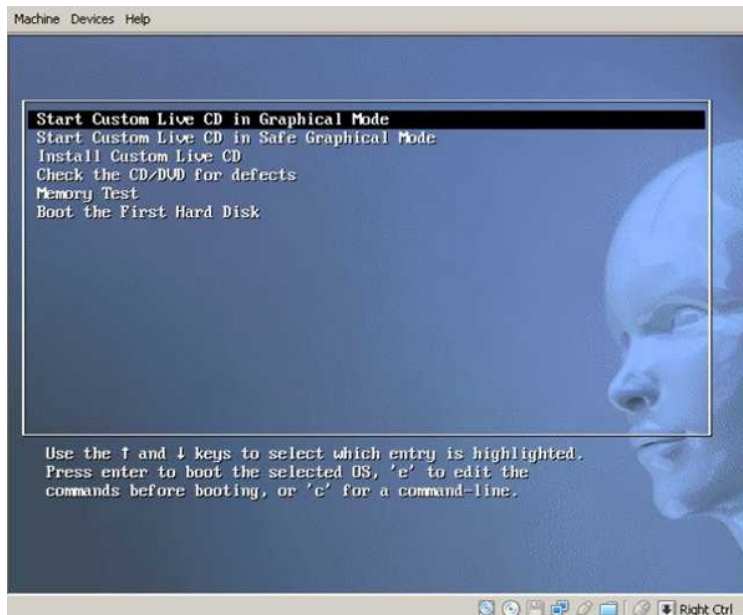 Machine Devices Help
Start Custom Live CD in Graphical Mode
Start Custom Live CD in Safe Graphical Mode
Install Custom Live CD
Check the CD/DVD for defects
Memory Test
Boot the First Hard Disk
Use the ↑ and ↓ keys to select which entry is highlighted.
Press enter to boot the selected OS, 'e' to edit the
commands before booting, or 'c' for a command-line.
Right Ctrl